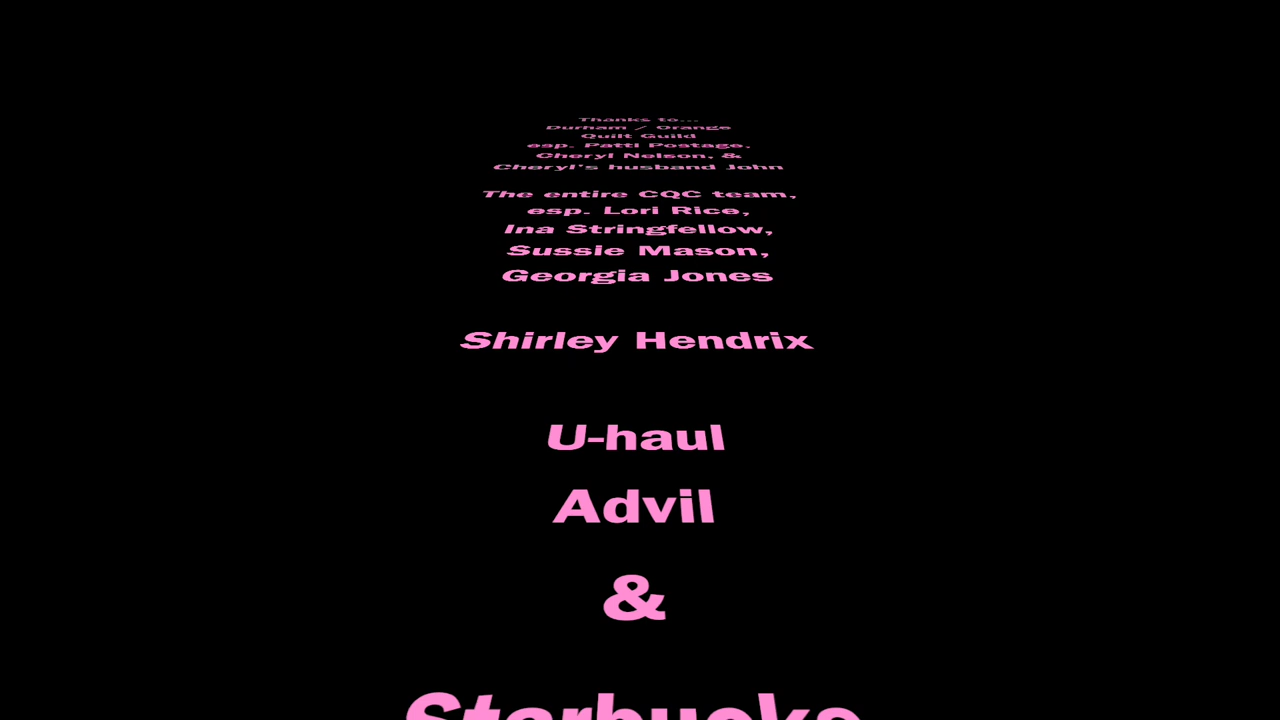 Thanks to...
Durham / Orange
Quilt Guild
esp. Patti Postage,
Cheryl Nelson, &
Cheryl's husband John
The entire CQC team,
esp. Lori Rice,
Ina Stringfellow,
Sussie Mason,
Georgia Jones
Shirley Hendrix
U-haul
Advil
&
Starbucks